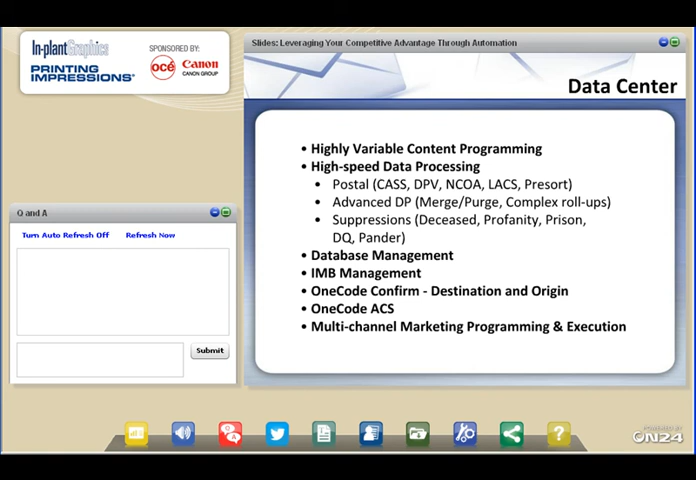 In-plantGraphics
PRINTING
IMPRESSIONS
SPONSORED BY:
océ
Canon
CANON GROUP
Slides: Leveraging Your Competitive Advantage Through Automation
Data Center
• Highly Variable Content Programming
• High-speed Data Processing
• Postal (CASS, DPV, NCOA, LACS, Presort)
• Advanced DP (Merge/Purge, Complex roll-ups)
• Suppressions (Deceased, Profanity, Prison,
DQ, Pander)
• Database Management
• IMB Management
• OneCode Confirm - Destination and Origin
• OneCode ACS
• Multi-channel Marketing Programming & Execution
Q and A
Turn Auto Refresh Off
Refresh Now
Submit
Q
A
?
POWERED BY
ON24